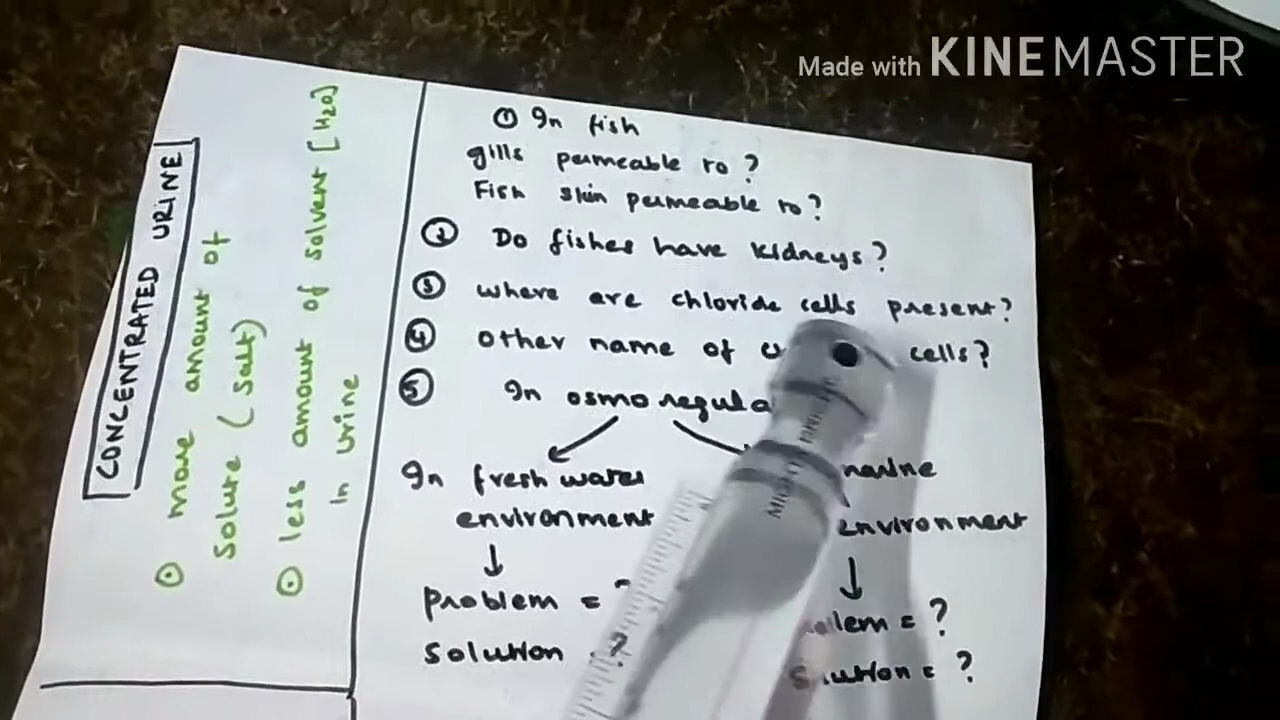 Made with KINEMASTER
CONCENTRATED URINE
more amount of
solute (salt)
less amount of solvent [H2O]
In urine
① In fish
gills permeable to?
Fish skin permeable to?
② Do fishes have kidneys?
③ where are chloride cells present?
④ other name of cells?
⑤ In
In fresh water
environment
marine
environment
problem = ?
solution ?
= ?
solution = ?